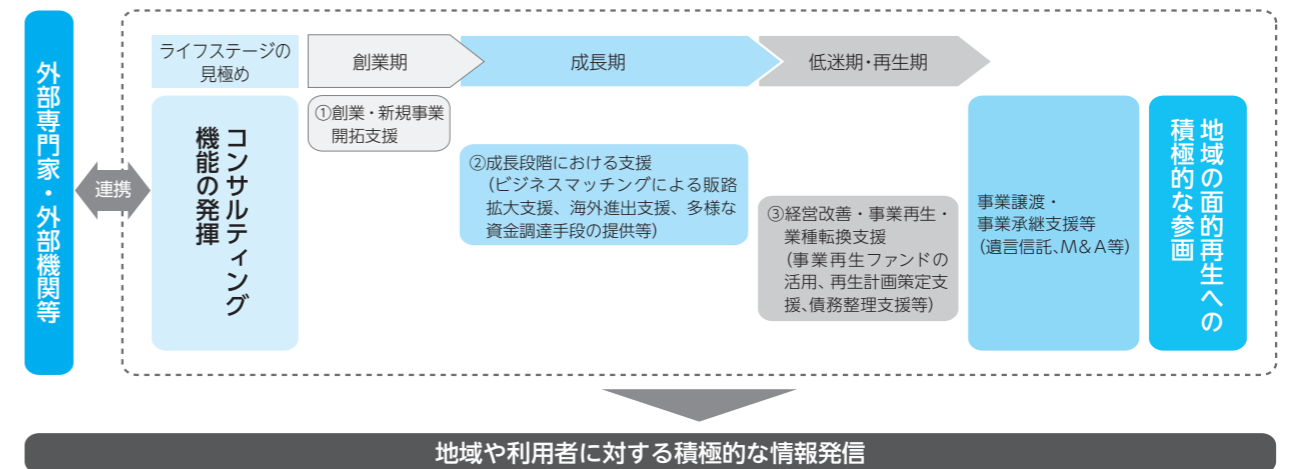 外部専門家・外部機関等
連携
ライフステージの
見極め
コンサルティング
機能の発揮
創業期
①創業・新規事業
開拓支援
成長期
②成長段階における支援
(ビジネスマッチングによる販路
拡大支援、海外進出支援、多様な
資金調達手段の提供等)
低迷期・再生期
③経営改善・事業再生・
業種転換支援
(事業再生ファンドの
活用、再生計画策定支
援、債務整理支援等)
事業譲渡・
事業承継支援等
(遺言信託、M&A等)
地域の面的再生への
積極的な参画
地域や利用者に対する積極的な情報発信